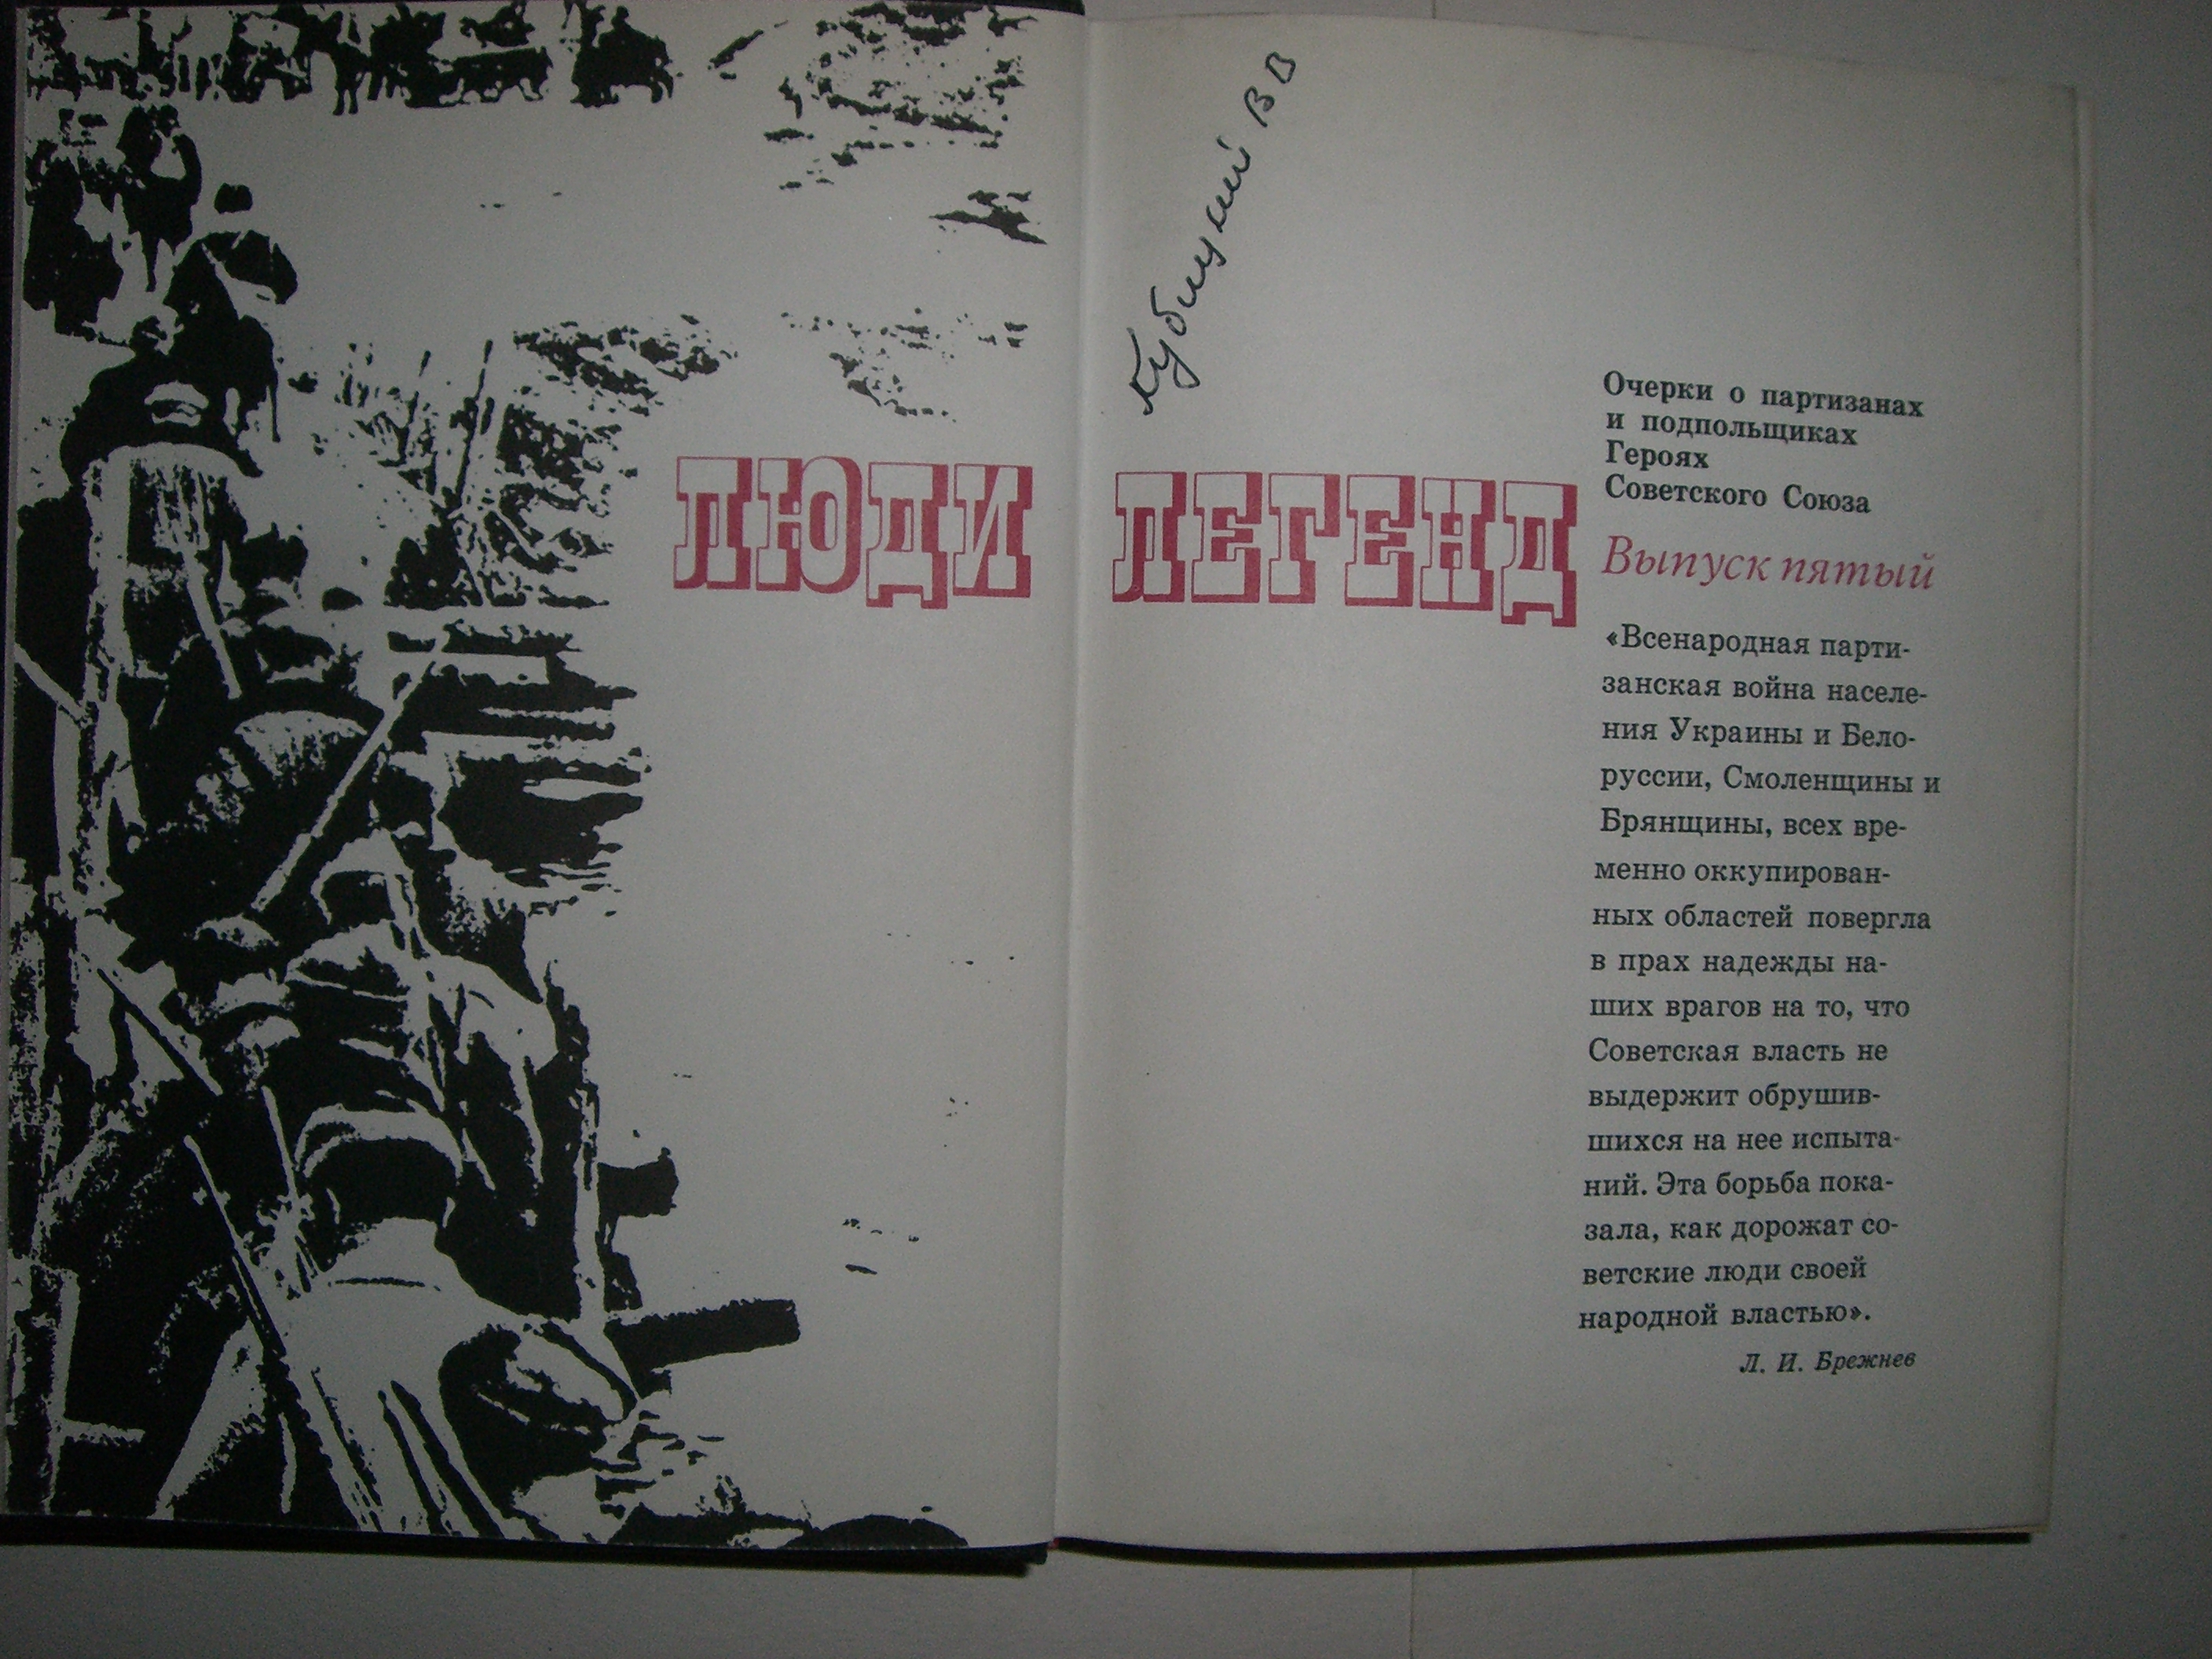 Кубицкий В В
ЛЮДИ ЛЕГЕНД
Очерки о партизанах
и подпольщиках
Героях
Советского Союза
Выпуск пятый
«Всенародная парти-
занская война населе-
ния Украины и Бело-
руссии, Смоленщины и
Брянщины, всех вре-
менно оккупирован-
ных областей повергла
в прах надежды на-
ших врагов на то, что
Советская власть не
выдержит обрушив-
шихся на нее испыта-
ний. Эта борьба пока-
зала, как дорожат со-
ветские люди своей
народной властью».
Л. И. Брежнев